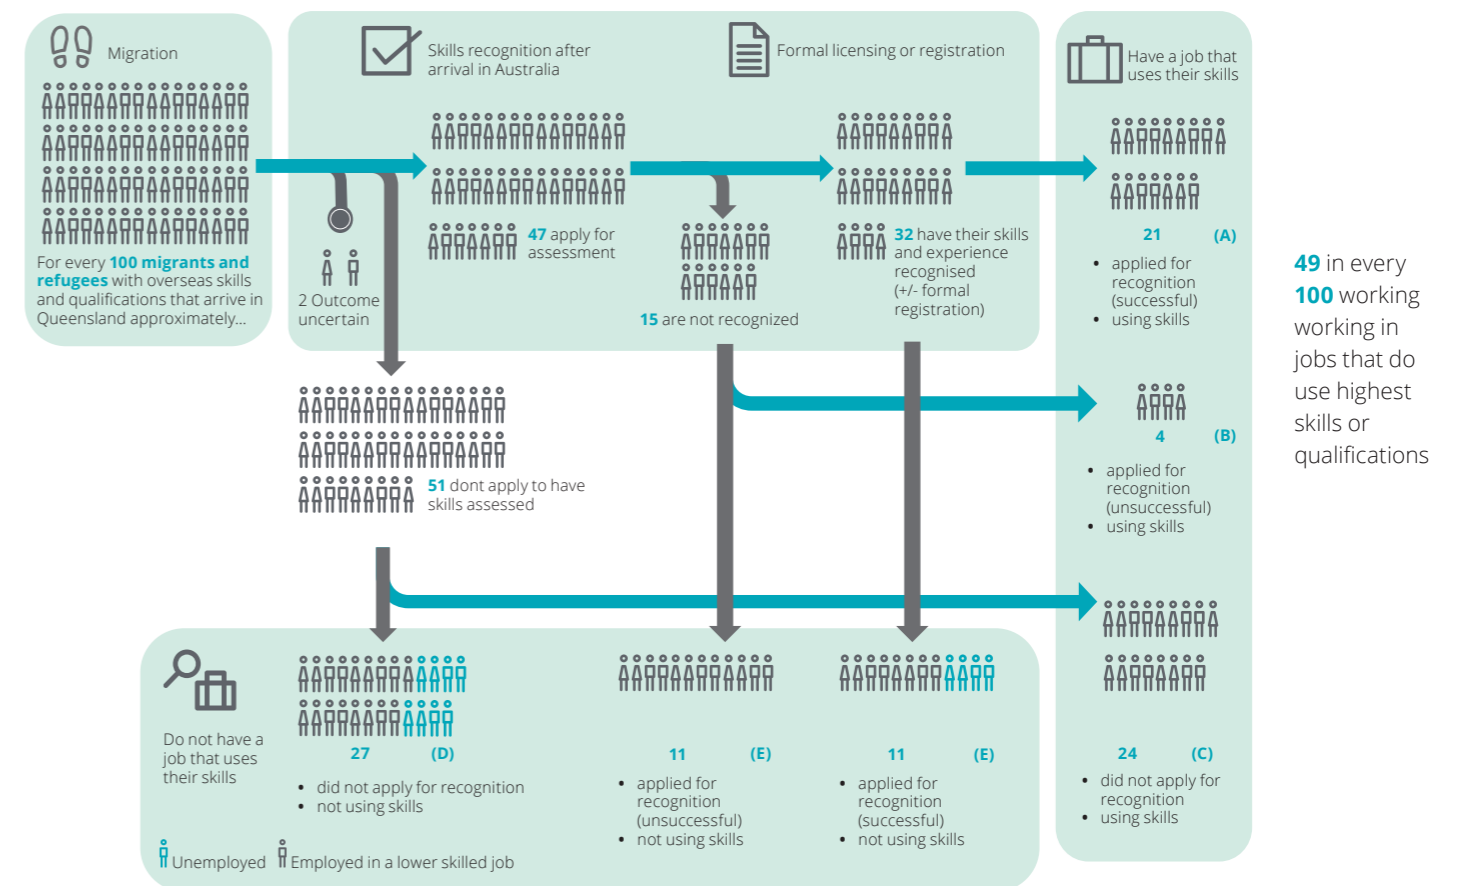 Migration
For every 100 migrants and
refugees with overseas skills
and qualifications that arrive in
Queensland approximately...
Skills recognition after
arrival in Australia
2 Outcome
uncertain
47 apply for
assessment
Formal licensing or registration
15 are not recognized
32 have their skills
and experience
recognised
(+/- formal
registration)
Have a job that
uses their skills
21 (A)
• applied for
recognition
(successful)
• using skills
49 in every
100 working
working in
jobs that do
use highest
skills or
qualifications
4 (B)
• applied for
recognition
(unsuccessful)
• using skills
51 dont apply to have
skills assessed
Do not have a
job that uses
their skills
27 (D)
• did not apply for recognition
• not using skills
11 (E)
• applied for
recognition
(unsuccessful)
• not using skills
11 (E)
• applied for
recognition
(successful)
• not using skills
24 (C)
• did not apply for
recognition
• using skills
Unemployed
Employed in a lower skilled job